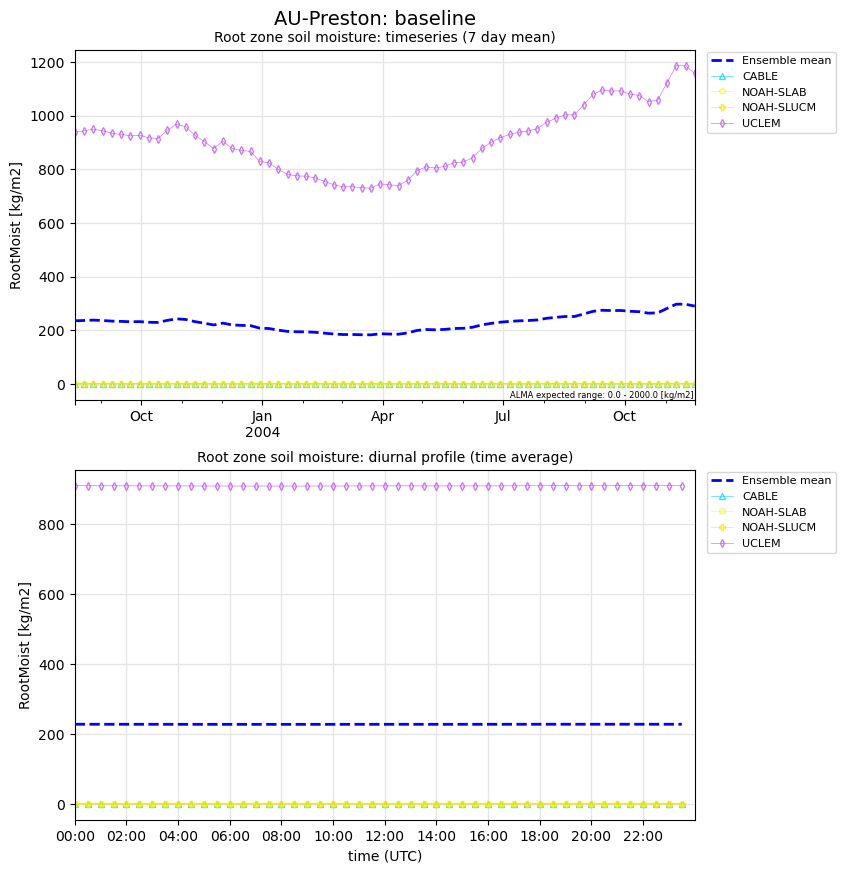 AU-Preston: baseline
Root zone soil moisture: timeseries (7 day mean)
1200
1000
800
600
400
200
0
RootMoist [kg/m2]
Ensemble mean
CABLE
NOAH-SLAB
NOAH-SLUCM
UCLEM
ALMA expected range: 0.0 - 2000.0 [kg/m2]
Oct Jan Apr Jul Oct
2004
Root zone soil moisture: diurnal profile (time average)
800
600
400
200
0
RootMoist [kg/m2]
Ensemble mean
CABLE
NOAH-SLAB
NOAH-SLUCM
UCLEM
00:00 02:00 04:00 06:00 08:00 10:00 12:00 14:00 16:00 18:00 20:00 22:00
time (UTC)